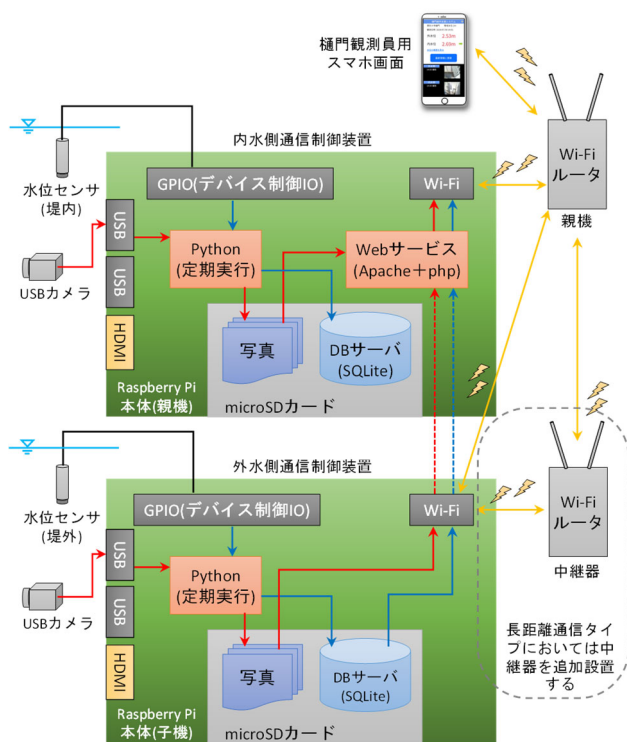 樋門観測員用
スマホ画面
2.52m
2.69m
Wi-Fi
ルータ
親機
内水側通信制御装置
水位センサ
(堤内)
GPIO(デバイス制御IO)
Wi-Fi
USB
Python
(定期実行)
Webサービス
(Apache+php)
USBカメラ
USB
HDMI
写真
DBサーバ
(SQLite)
Raspberry Pi
本体(親機)
microSDカード
外水側通信制御装置
水位センサ
(堤外)
GPIO(デバイス制御IO)
Wi-Fi
Wi-Fi
ルータ
中継器
USB
Python
(定期実行)
USBカメラ
USB
HDMI
写真
DBサーバ
(SQLite)
Raspberry Pi
本体(子機)
microSDカード
長距離通信タイ
プにおいては中
継器を追加設置
する